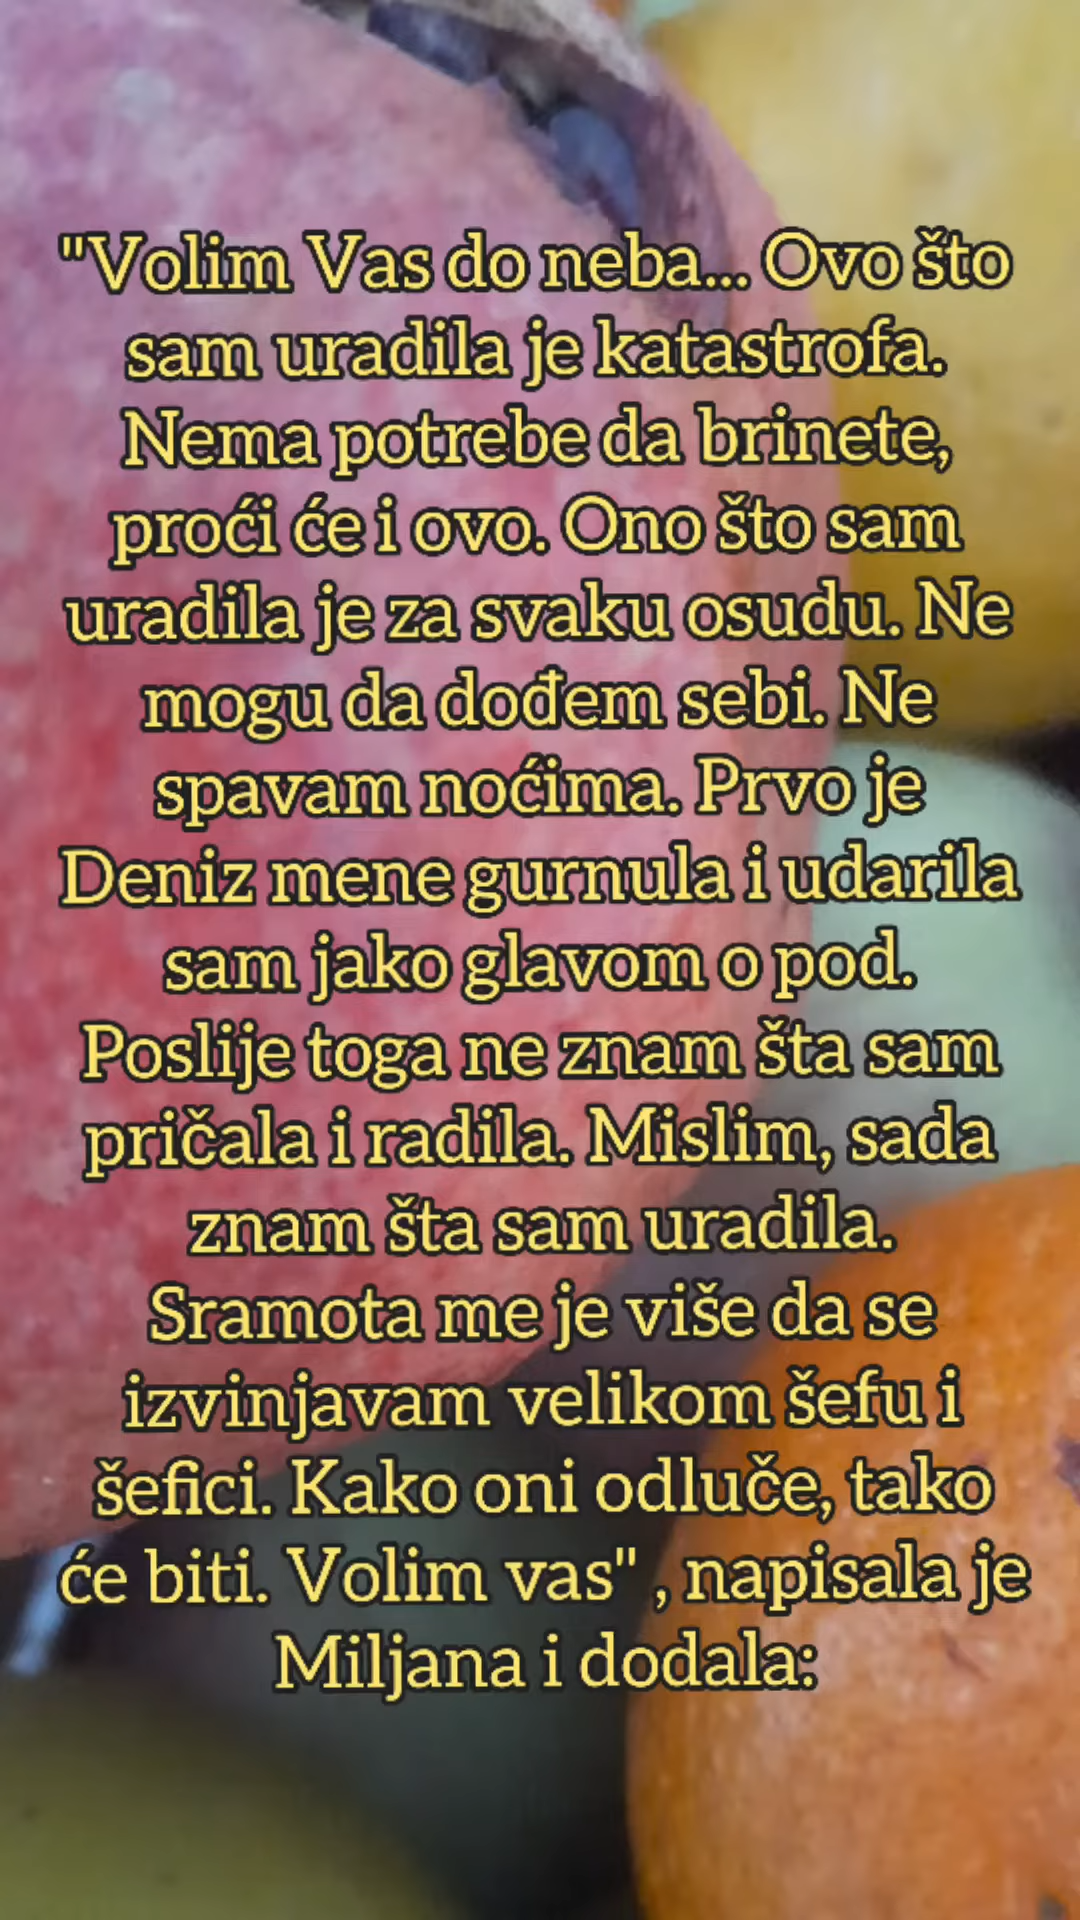 "Volim Vas do neba... Ovo što
sam uradila je katastrofa.
Nema potrebe da brinete,
proći će i ovo. Ono što sam
uradila je za svaku osudu. Ne
mogu da dođem sebi. Ne
spavam noćima. Prvo je
Deniz mene gurnula i udarila
sam jako glavom o pod.
Poslije toga ne znam šta sam
pričala i radila. Mislim, sada
znam šta sam uradila.
Sramota me je više da se
izvinjavam velikom šefu i
šefici. Kako oni odluče, tako
će biti. Volim vas" , napisala je
Miljana i dodala: